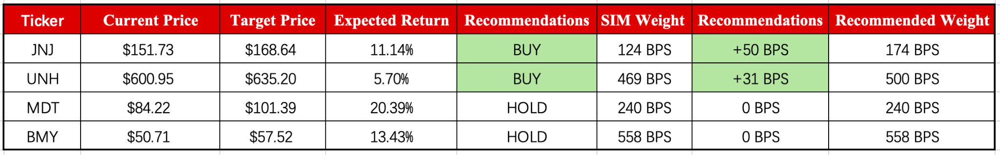 Ticker Current Price Target Price Expected Return Recommendations SIM Weight Recommendations Recommended Weight
JNJ $151.73 $168.64 11.14% BUY 124 BPS +50 BPS 174 BPS
UNH $600.95 $635.20 5.70% BUY 469 BPS +31 BPS 500 BPS
MDT $84.22 $101.39 20.39% HOLD 240 BPS 0 BPS 240 BPS
BMY $50.71 $57.52 13.43% HOLD 558 BPS 0 BPS 558 BPS